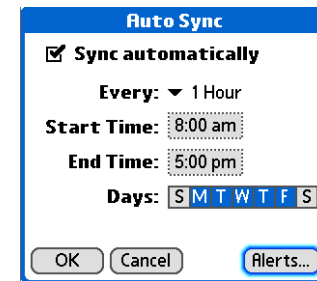 Auto Sync
Sync automatically
Every: 1 Hour
Start Time: 8:00 am
End Time: 5:00 pm
Days: S M T W T F S
OK Cancel Alerts...